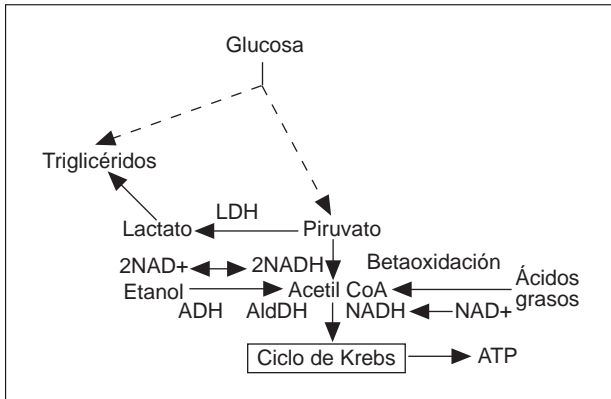 Glucosa
Triglicéridos
LDH
Lactato
Piruvato
2NAD+
2NADH
Betaoxidación
Etanol
Acetil CoA
Ácidos
grasos
ADH
AldDH
NADH
NAD+
Ciclo de Krebs
ATP